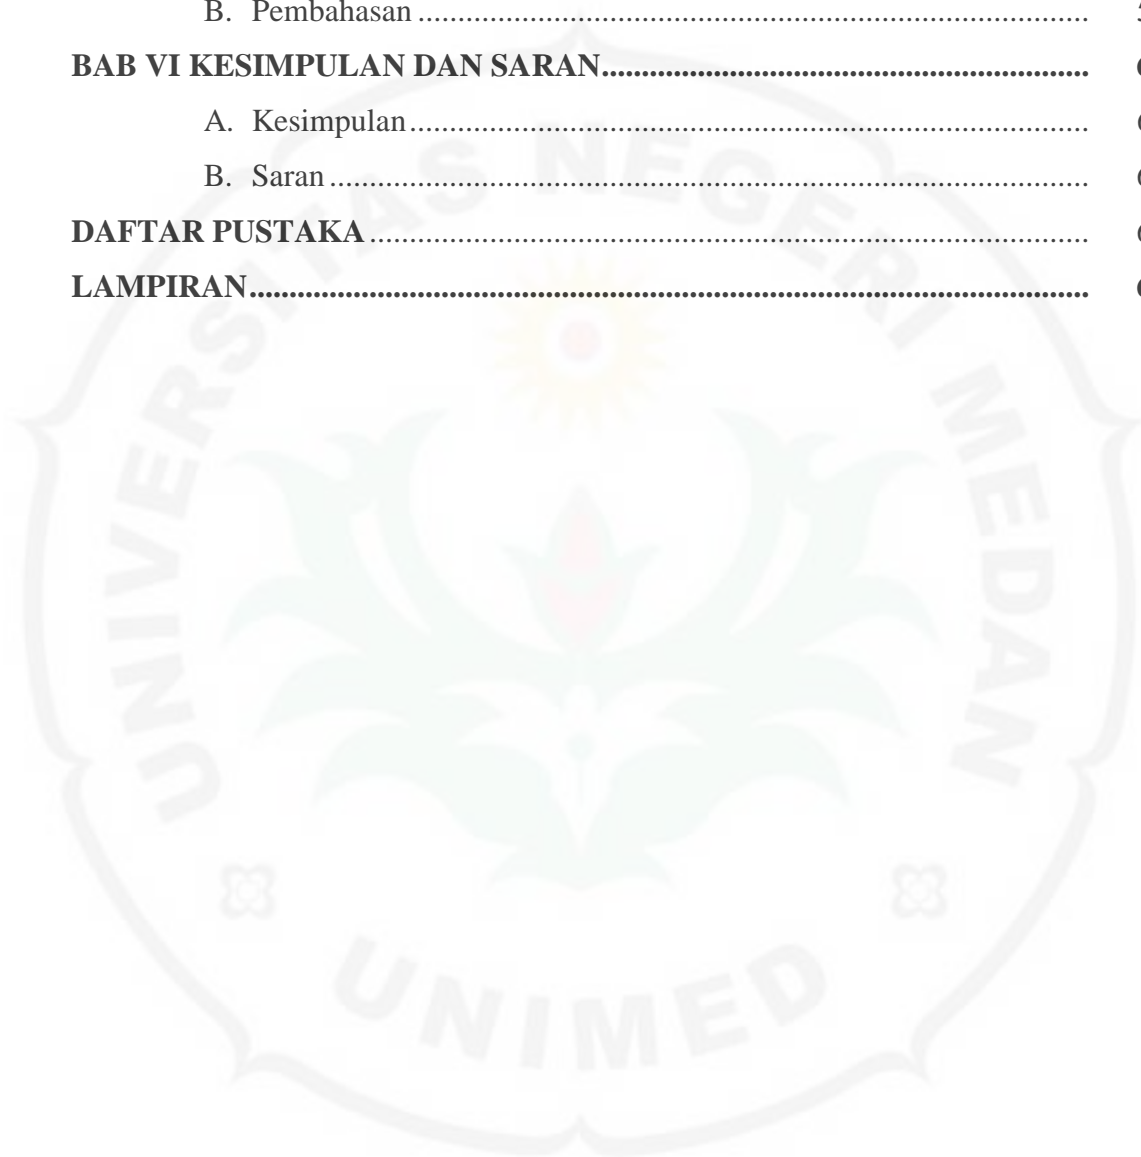 B. Pembahasan ....................................................................................
BAB VI KESIMPULAN DAN SARAN............................................................
A. Kesimpulan.....................................................................................
B. Saran ...............................................................................................
DAFTAR PUSTAKA ..........................................................................................
LAMPIRAN........................................................................................................
UNIVERSITAS NEGERI MEDAN
UNIMED